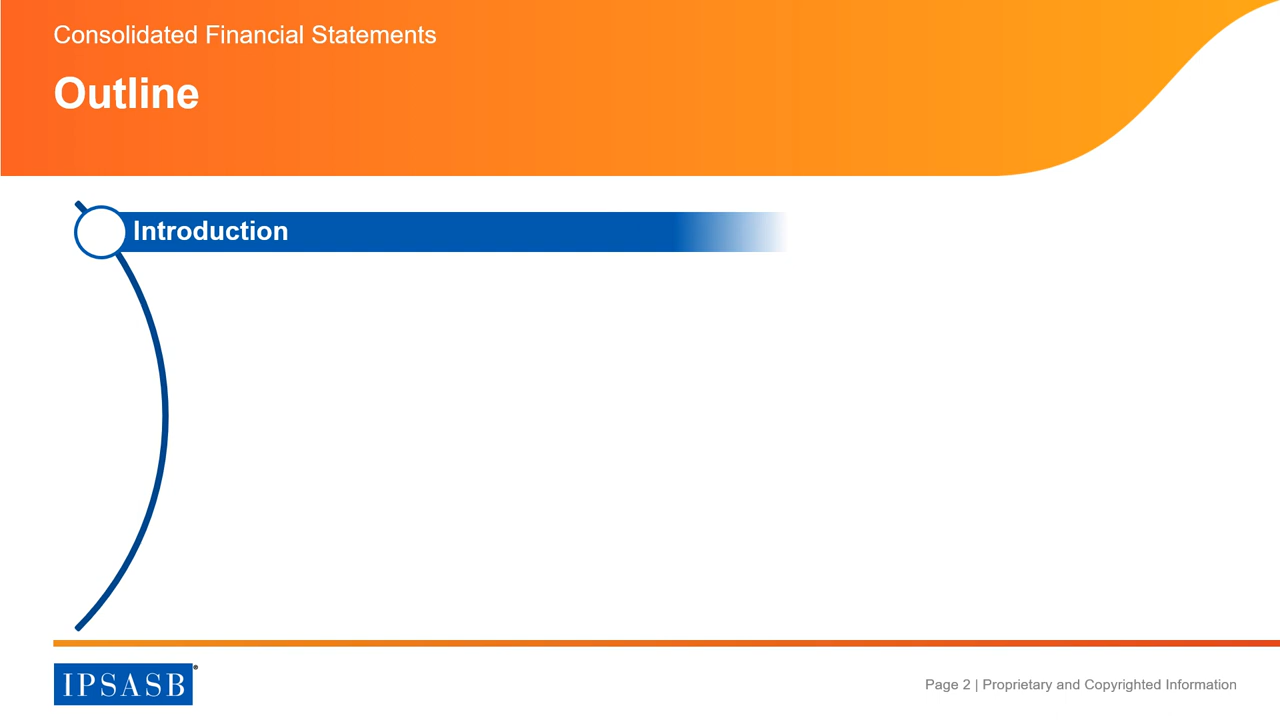 Consolidated Financial Statements
Outline
Introduction
IPSASB®
Page 2 | Proprietary and Copyrighted Information